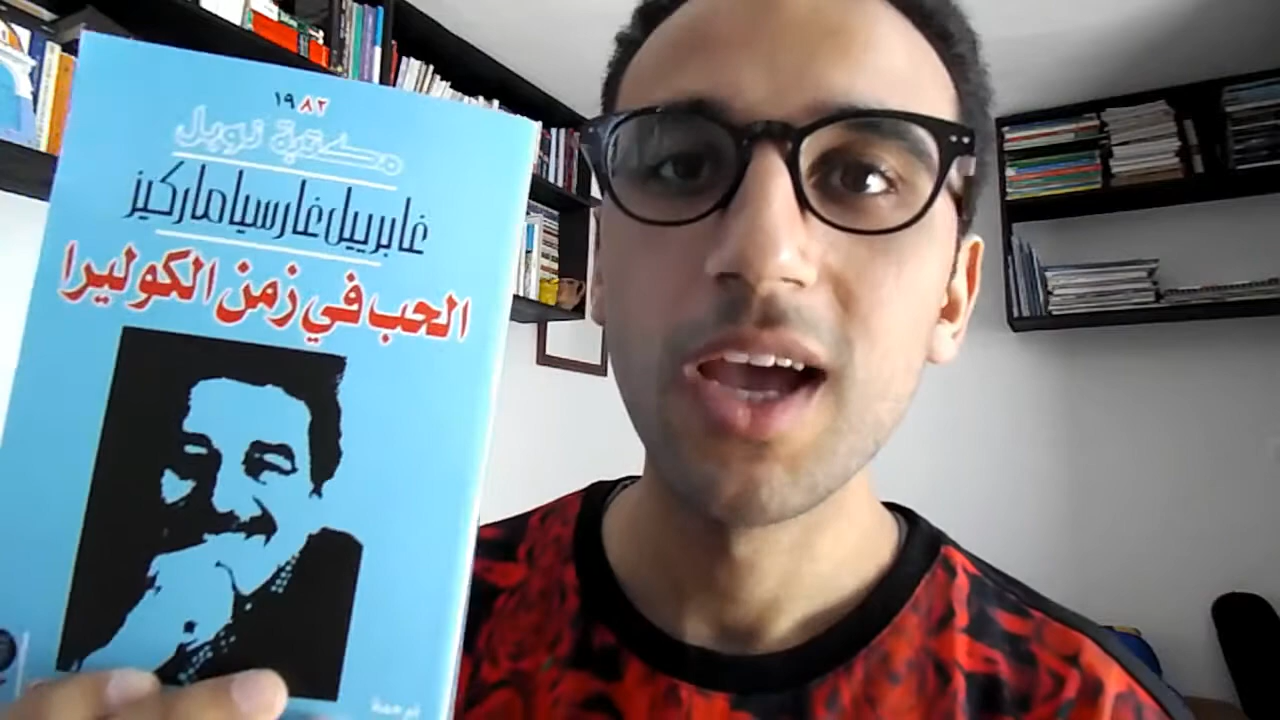 ١٩٨٢
مكتبة نوبل
غابرييل غارسيا ماركيز
الحب في زمن الكوليرا
ترجمة